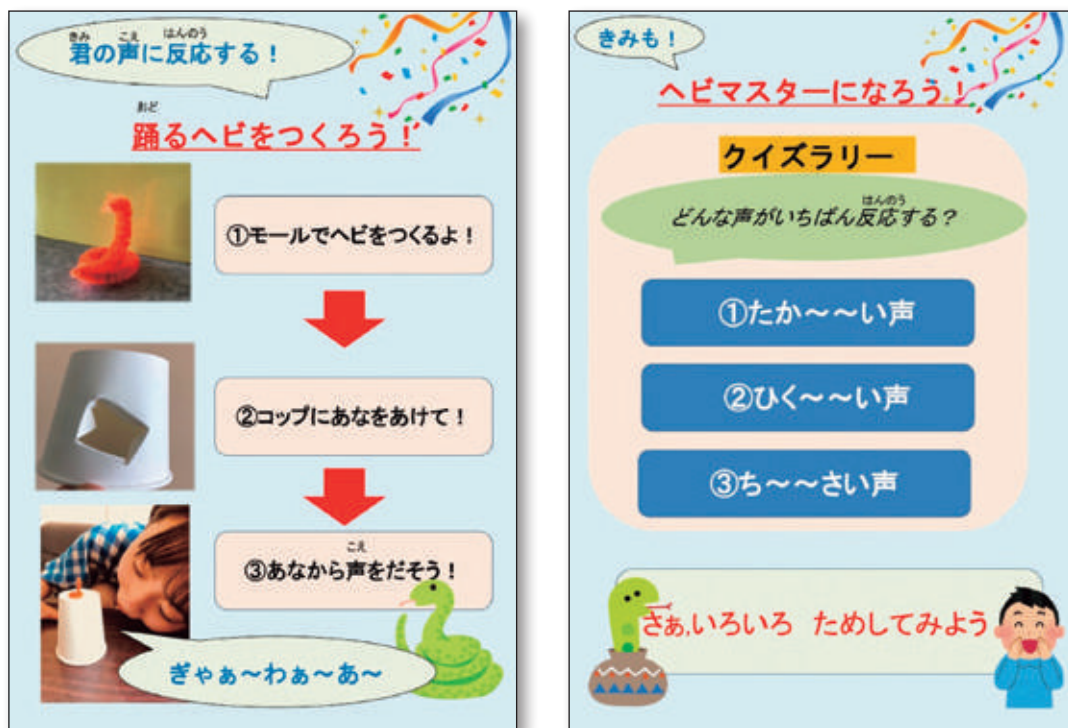 君の声に反応する！
踊るヘビをつくろう！
①モールでヘビをつくるよ！
②コップにあなをあけて！
③あなから声をだそう！
ぎゃぁ～わぁ～あ～
きみも！
ヘビマスターになろう！
クイズラリー
どんな声がいちばん反応する？
①たか～～い声
②ひく～～い声
③ち～～さい声
さぁ,いろいろ ためしてみよう